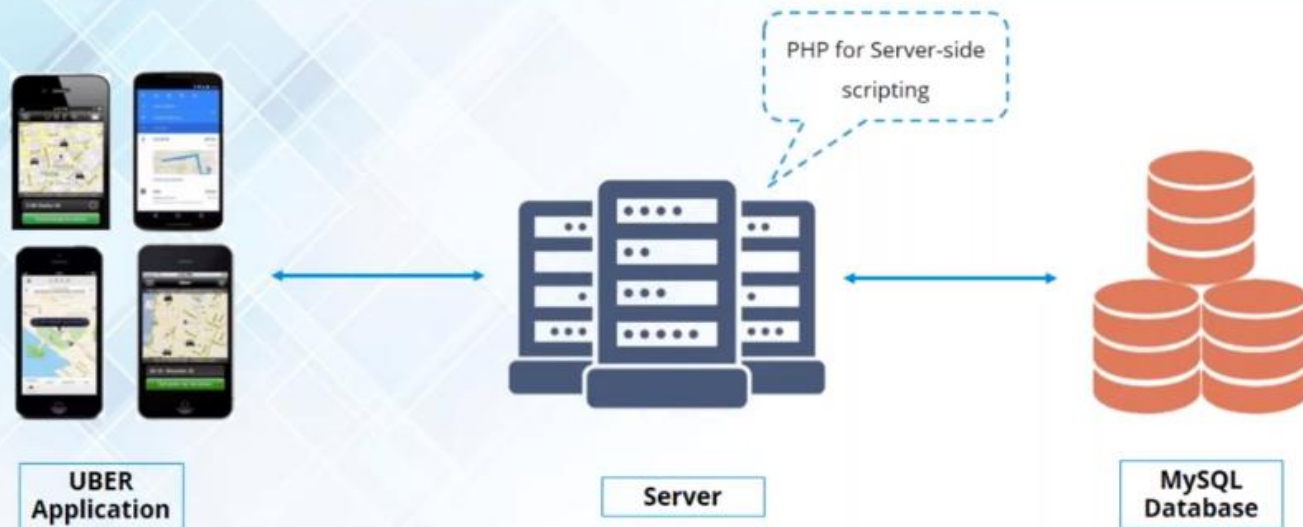 PHP for Server-side
scripting
UBER
Application
Server
MySQL
Database